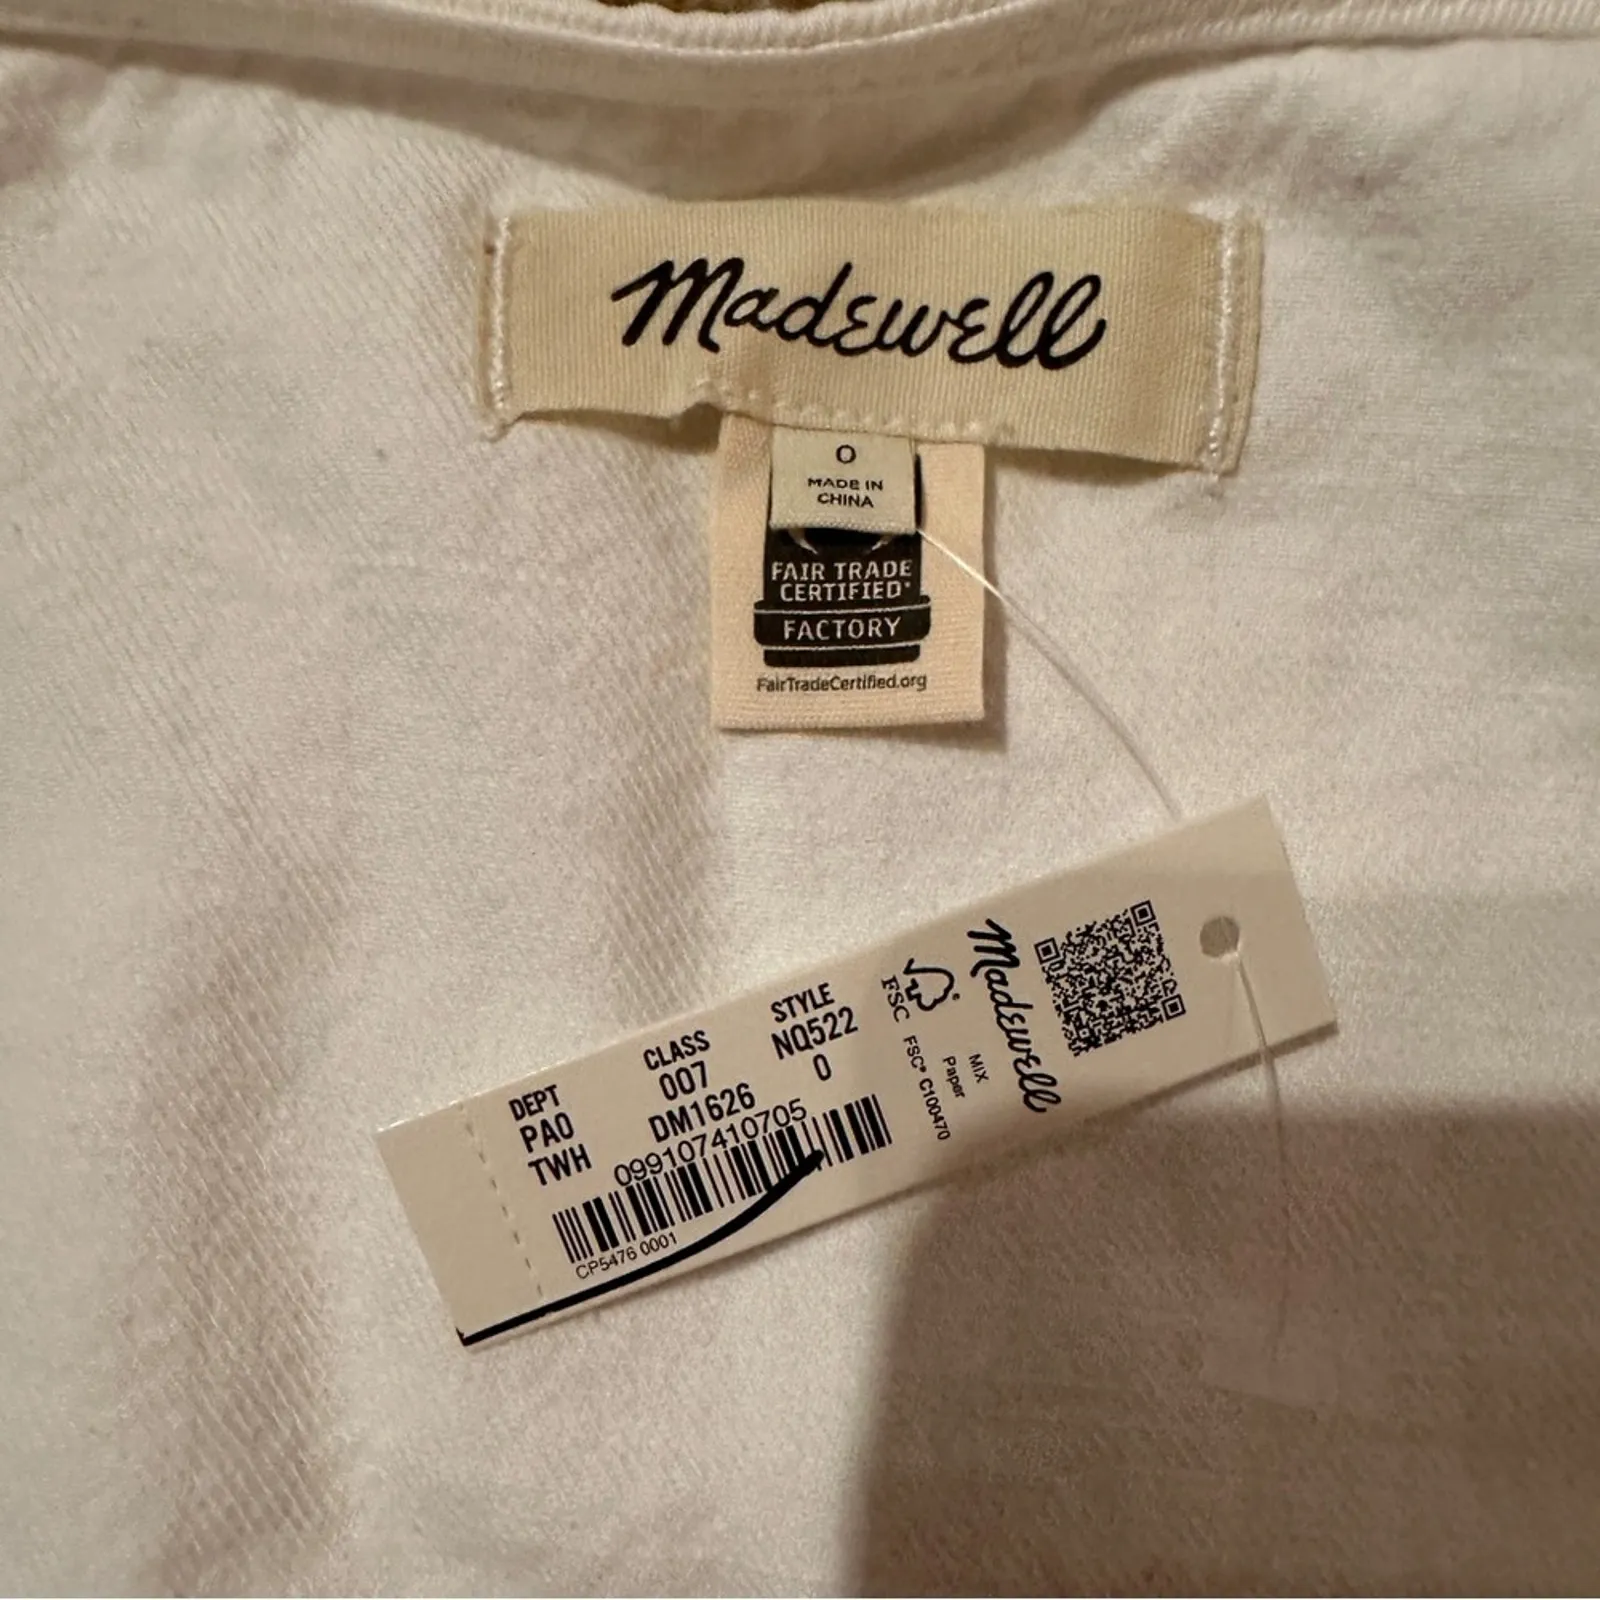 Madewell
0
MADE IN
CHINA
FAIR TRADE
CERTIFIED
FACTORY
FairTradeCertified.org
DEPT CLASS STYLE
PAO 007 NQ522
TWH DM1626 0
099107410705
CP5476 0001
FSC
FSC® C100470
MIX
Paper
Madewell